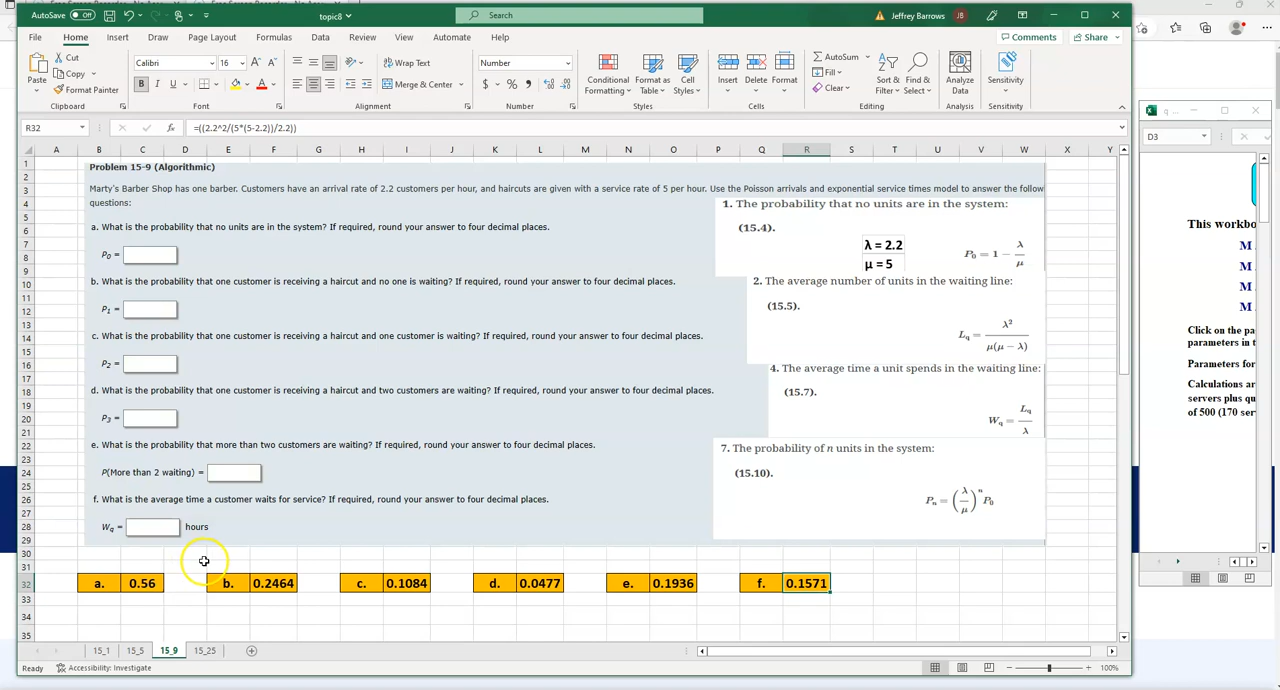 AutoSave Off topic8 Search Jeffrey Barrows JB
File Home Insert Draw Page Layout Formulas Data Review View Automate Help Comments Share
Cut
Copy
Format Painter
Paste
Clipboard
Calibri 16
B I U
Font
Wrap Text
Merge & Center
Alignment
Number
$ %
Number
Conditional Formatting
Format as Table
Cell Styles
Styles
Insert Delete Format
Cells
AutoSum
Fill
Clear
Sort & Filter
Find & Select
Editing
Analyze Data
Analysis
Sensitivity
Sensitivity
R32 fx =((2.2^2/(5*(5-2.2))/2.2))
D3
A B C D E F G H I J K L M N O P Q R S T U V W X Y
Problem 15-9 (Algorithmic)
Marty's Barber Shop has one barber. Customers have an arrival rate of 2.2 customers per hour, and haircuts are given with a service rate of 5 per hour. Use the Poisson arrivals and exponential service times model to answer the follow
questions:
a. What is the probability that no units are in the system? If required, round your answer to four decimal places.
P0 =
b. What is the probability that one customer is receiving a haircut and no one is waiting? If required, round your answer to four decimal places.
P1 =
c. What is the probability that one customer is receiving a haircut and one customer is waiting? If required, round your answer to four decimal places.
P2 =
d. What is the probability that one customer is receiving a haircut and two customers are waiting? If required, round your answer to four decimal places.
P3 =
e. What is the probability that more than two customers are waiting? If required, round your answer to four decimal places.
P(More than 2 waiting) =
f. What is the average time a customer waits for service? If required, round your answer to four decimal places.
Wq = hours
1. The probability that no units are in the system:
(15.4).
λ = 2.2
μ = 5
P0 = 1 − λ/μ
2. The average number of units in the waiting line:
(15.5).
Lq = λ²/μ(μ − λ)
4. The average time a unit spends in the waiting line:
(15.7).
Wq = Lq/λ
7. The probability of n units in the system:
(15.10).
Pn = (λ/μ)^n P0
a. 0.56 b. 0.2464 c. 0.1084 d. 0.0477 e. 0.1936 f. 0.1571
This workbo
M
M
M
M
Click on the pa
parameters in t
Parameters for
Calculations ar
servers plus qu
of 500 (170 ser
15_1 15_5 15_9 15_25
Ready Accessibility: Investigate 100%